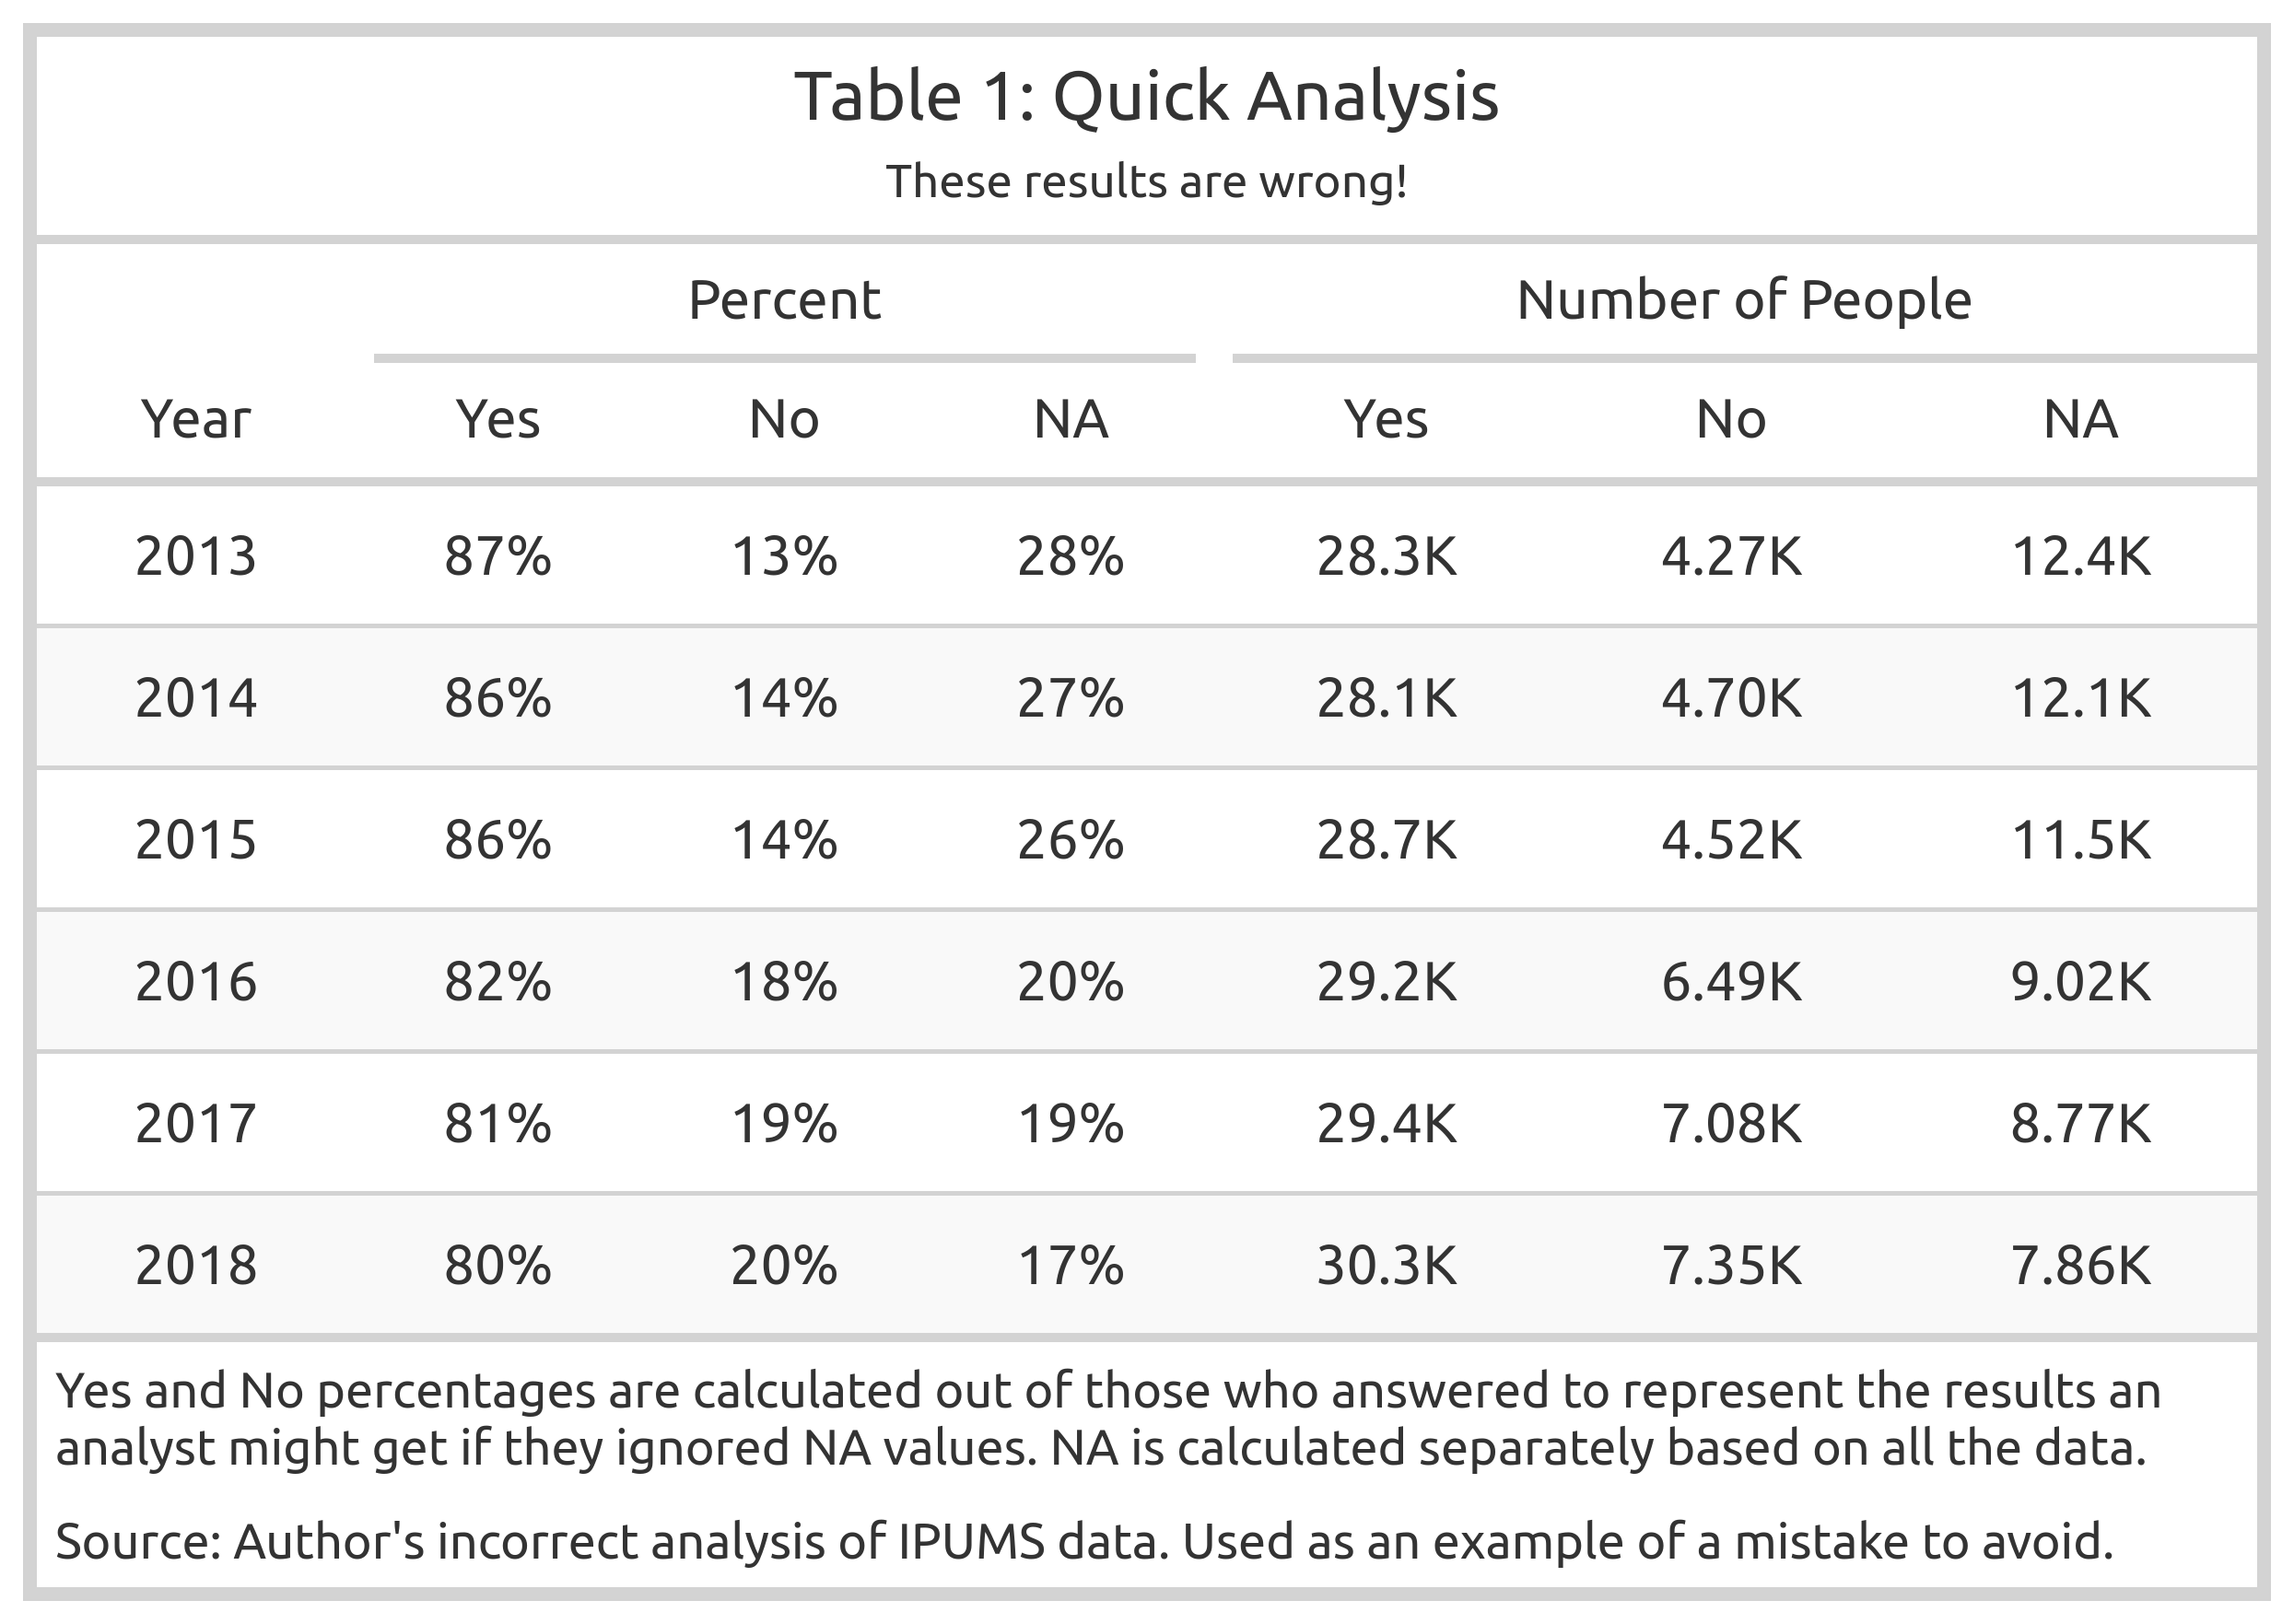 Table 1: Quick Analysis
These results are wrong!
Percent Number of People
Year Yes No NA Yes No NA
2013 87% 13% 28% 28.3K 4.27K 12.4K
2014 86% 14% 27% 28.1K 4.70K 12.1K
2015 86% 14% 26% 28.7K 4.52K 11.5K
2016 82% 18% 20% 29.2K 6.49K 9.02K
2017 81% 19% 19% 29.4K 7.08K 8.77K
2018 80% 20% 17% 30.3K 7.35K 7.86K
Yes and No percentages are calculated out of those who answered to represent the results an
analyst might get if they ignored NA values. NA is calculated separately based on all the data.
Source: Author's incorrect analysis of IPUMS data. Used as an example of a mistake to avoid.